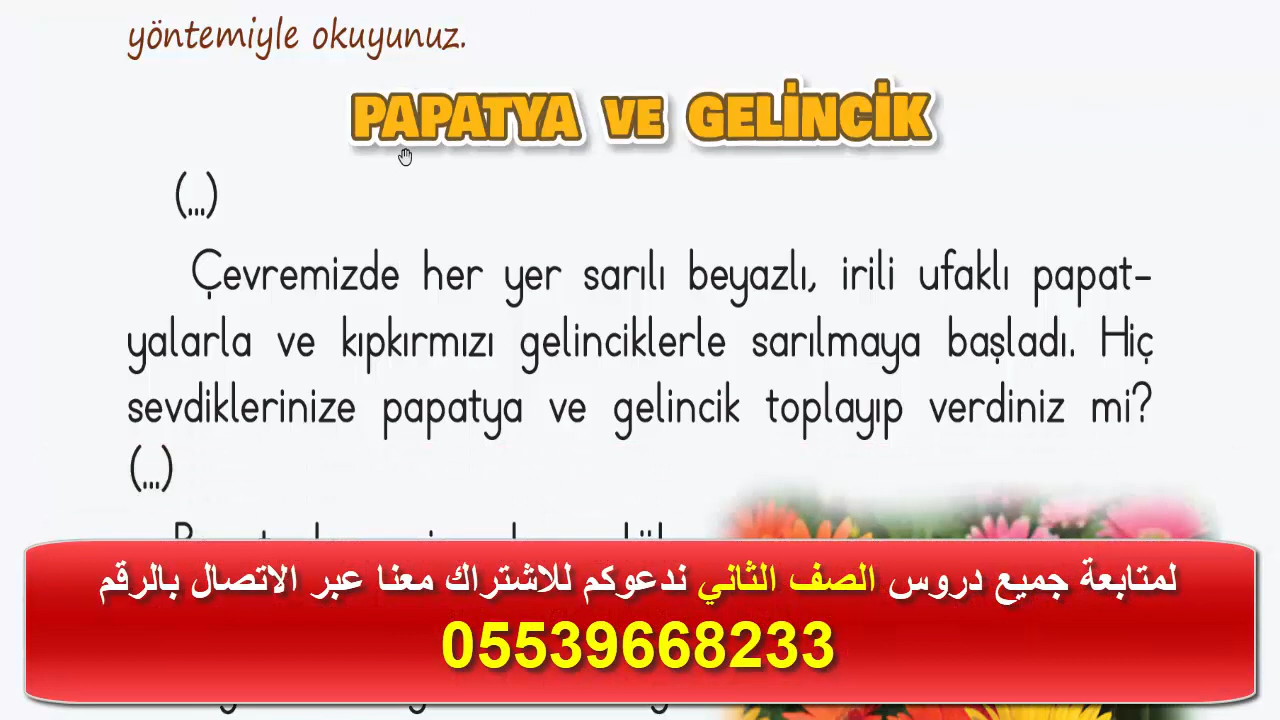 yöntemiyle okuyunuz.
PAPATYA VE GELİNCİK
(...)
Çevremizde her yer sarılı beyazlı, irili ufaklı papat-
yalarla ve kıpkırmızı gelinciklerle sarılmaya başladı. Hiç
sevdiklerinize papatya ve gelincik toplayıp verdiniz mi?
(...)
لمتابعة جميع دروس الصف الثاني ندعوكم للاشتراك معنا عبر الاتصال بالرقم
05539668233